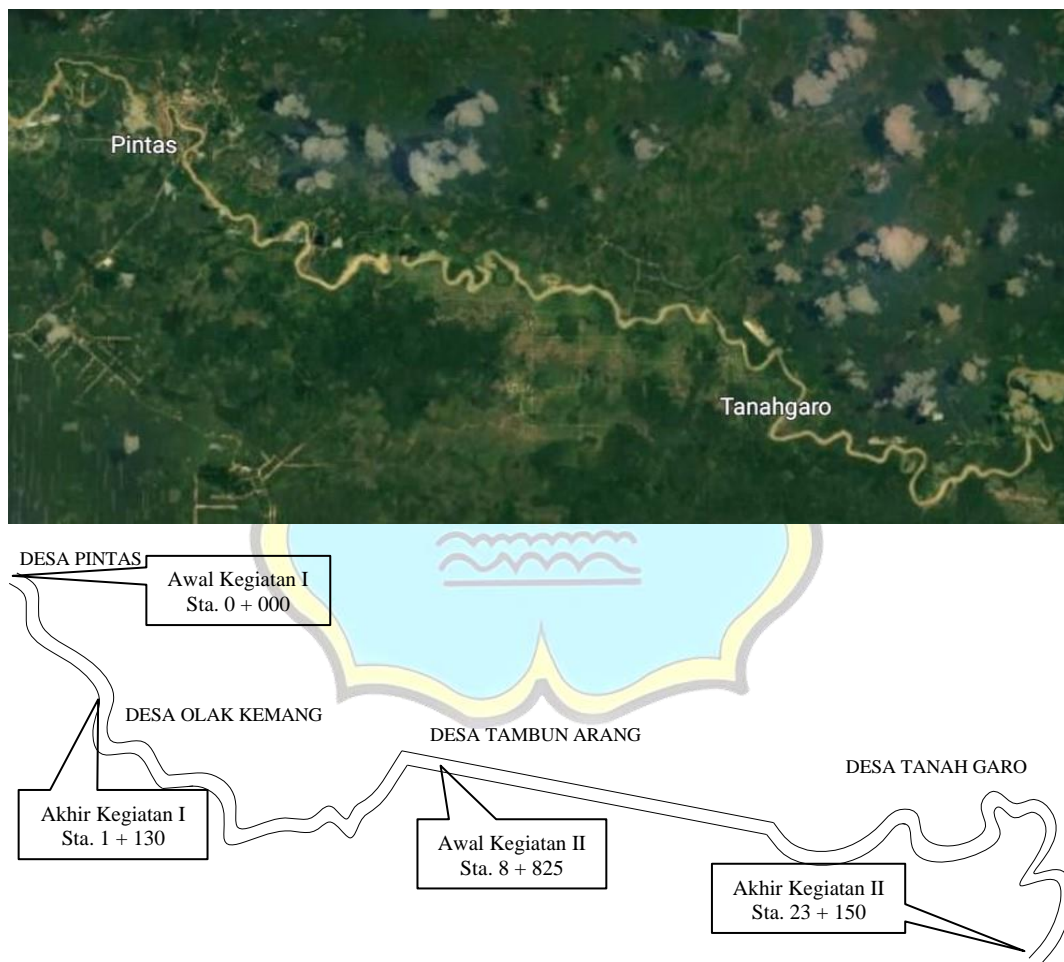 Pintas
Tanahgaro
DESA PINTAS
Awal Kegiatan I
Sta. 0 + 000
DESA OLAK KEMANG
DESA TAMBUN ARANG
DESA TANAH GARO
Akhir Kegiatan I
Sta. 1 + 130
Awal Kegiatan II
Sta. 8 + 825
Akhir Kegiatan II
Sta. 23 + 150